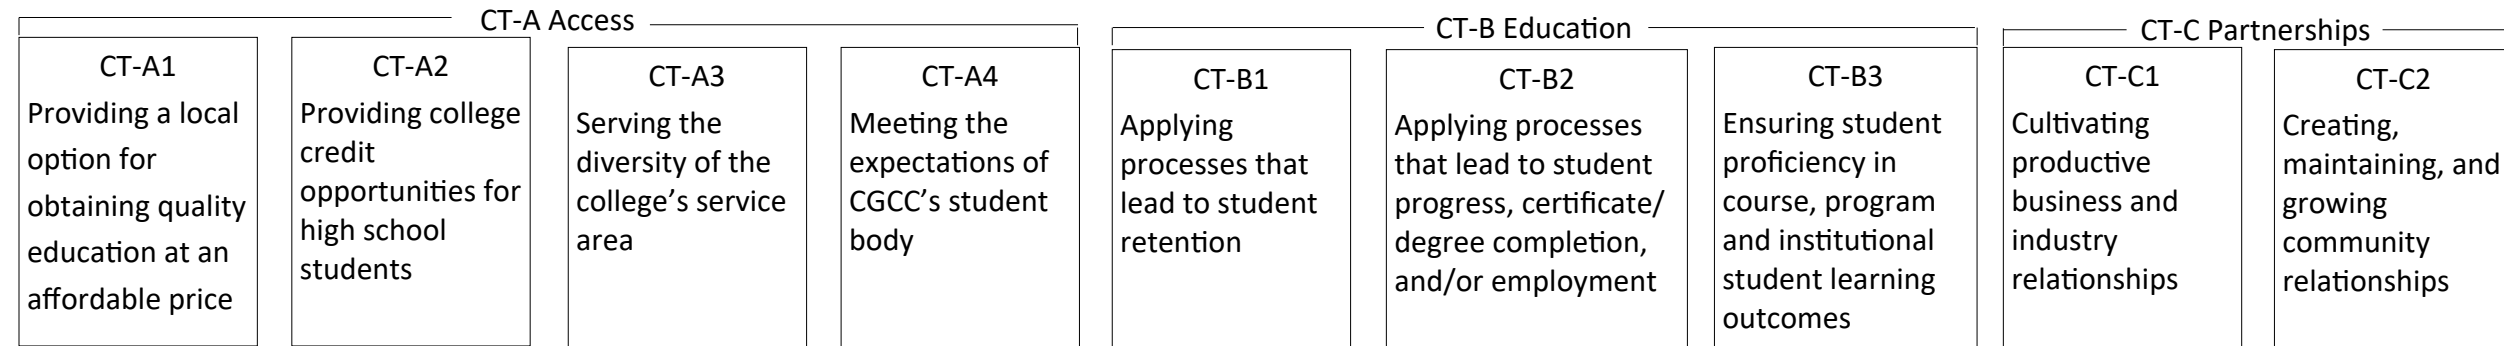 CT-A Access
CT-A1
Providing a local
option for
obtaining quality
education at an
affordable price
CT-A2
Providing college
credit
opportunities for
high school
students
CT-A3
Serving the
diversity of the
college’s service
area
CT-A4
Meeting the
expectations of
CGCC’s student
body
CT-B Education
CT-B1
Applying
processes that
lead to student
retention
CT-B2
Applying processes
that lead to student
progress, certificate/
degree completion,
and/or employment
CT-B3
Ensuring student
proficiency in
course, program
and institutional
student learning
outcomes
CT-C Partnerships
CT-C1
Cultivating
productive
business and
industry
relationships
CT-C2
Creating,
maintaining, and
growing
community
relationships